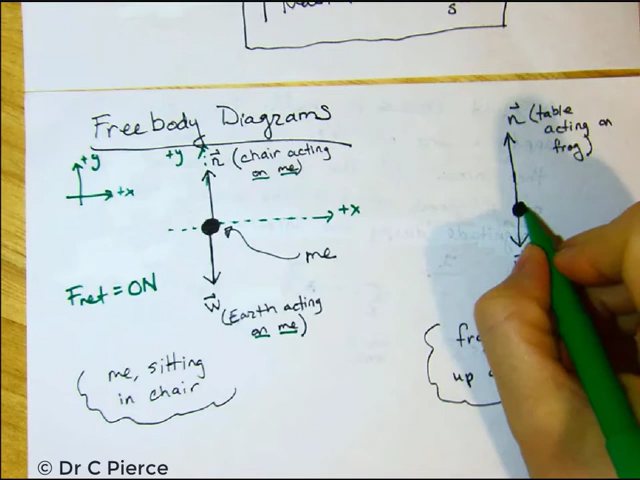 s
Freebody Diagrams
+y
+x
+y
n (chair acting
on me)
+x
me
Fnet = 0N
w
(Earth acting
on me)
me, sitting
in chair
n (table
acting on
frog)
up
© Dr C Pierce